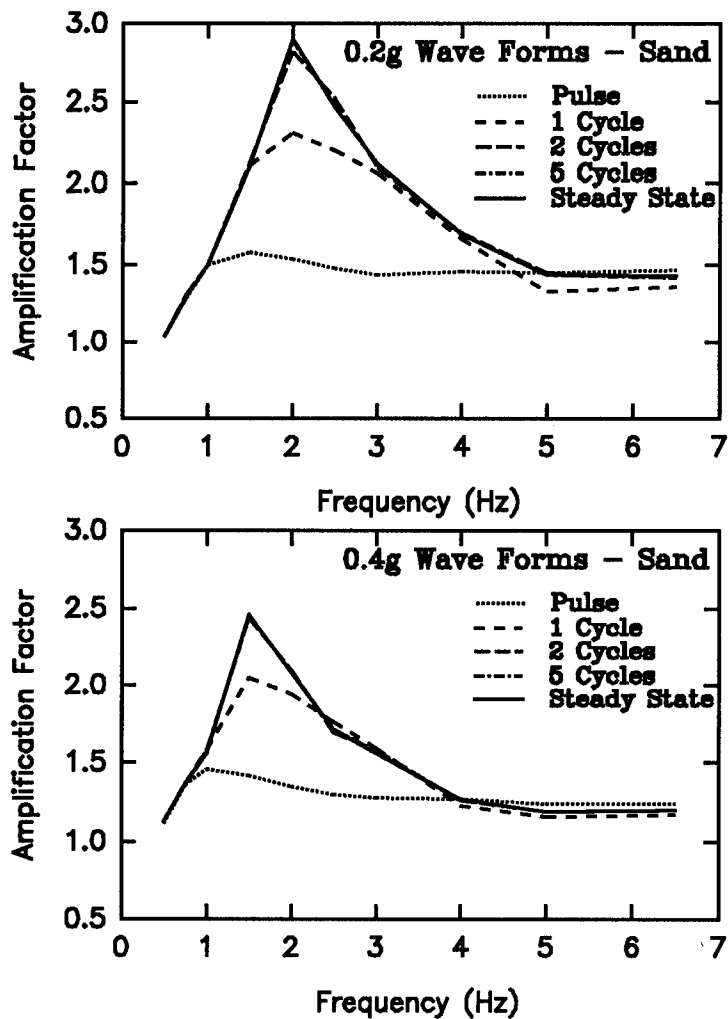 0.2g Wave Forms - Sand
Pulse
1 Cycle
2 Cycles
5 Cycles
Steady State
Amplification Factor
3.0
2.5
2.0
1.5
1.0
0.5
0 1 2 3 4 5 6 7
Frequency (Hz)
0.4g Wave Forms - Sand
Pulse
1 Cycle
2 Cycles
5 Cycles
Steady State
Amplification Factor
3.0
2.5
2.0
1.5
1.0
0.5
0 1 2 3 4 5 6 7
Frequency (Hz)